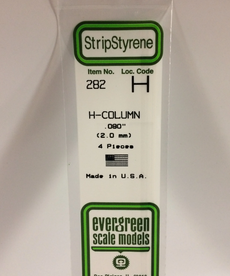 StripStyrene
Item No. Loc. Code
282 H
H-COLUMN
.080"
(2.0 mm)
4 Pieces
Made in U.S.A.
evergreen
scale models